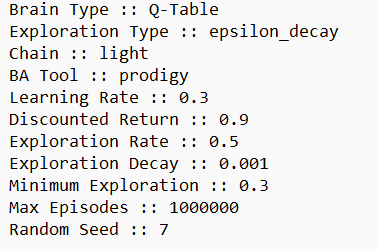 Brain Type :: Q-Table
Exploration Type :: epsilon_decay
Chain :: light
BA Tool :: prodigy
Learning Rate :: 0.3
Discounted Return :: 0.9
Exploration Rate :: 0.5
Exploration Decay :: 0.001
Minimum Exploration :: 0.3
Max Episodes :: 1000000
Random Seed :: 7